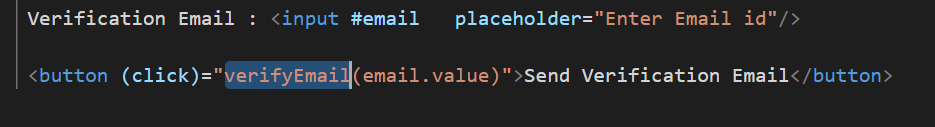 Verification Email : <input #email   placeholder="Enter Email id"/>
<button (click)="verifyEmail(email.value)">Send Verification Email</button>